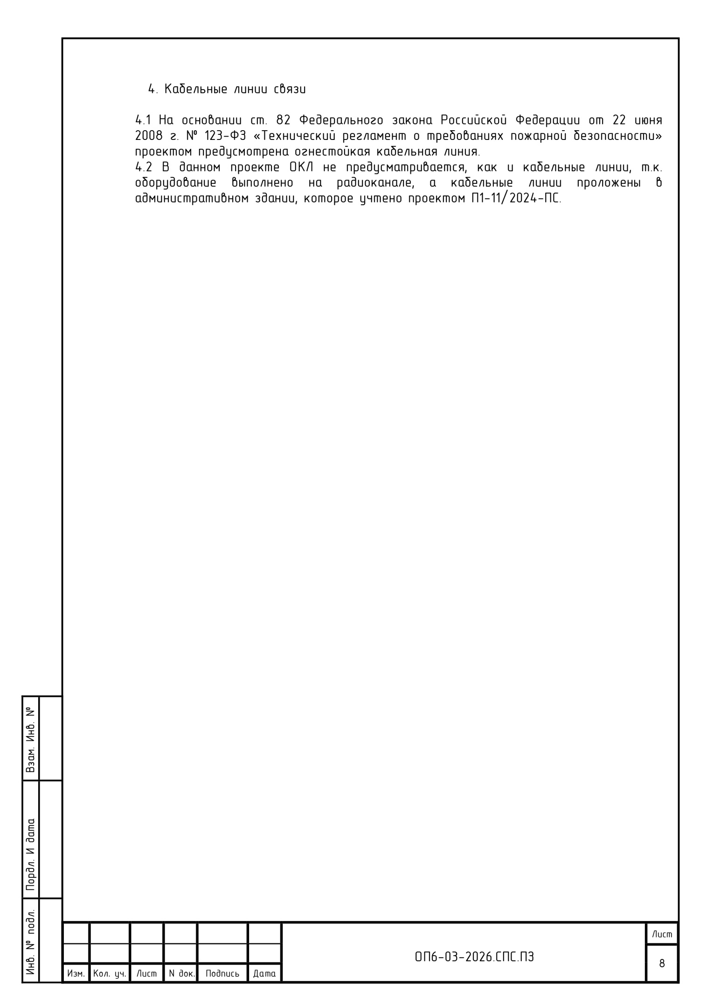 4. Кабельные линии связи
4.1 На основании ст. 82 Федерального закона Российской Федерации от 22 июня
2008 г. № 123-ФЗ «Технический регламент о требованиях пожарной безопасности»
проектом предусмотрена огнестойкая кабельная линия.
4.2 В данном проекте ОКЛ не предусматривается, как и кабельные линии, т.к.
оборудование выполнено на радиоканале, а кабельные линии проложены в
административном здании, которое учтено проектом П1-11/2024-ПС.
Взам. Инв. №
Пордл. И дата
Инв. № подл.
Изм. Кол. уч. Лист N док. Подпись Дата
ОП6-03-2026.СПС.ПЗ
Лист
8